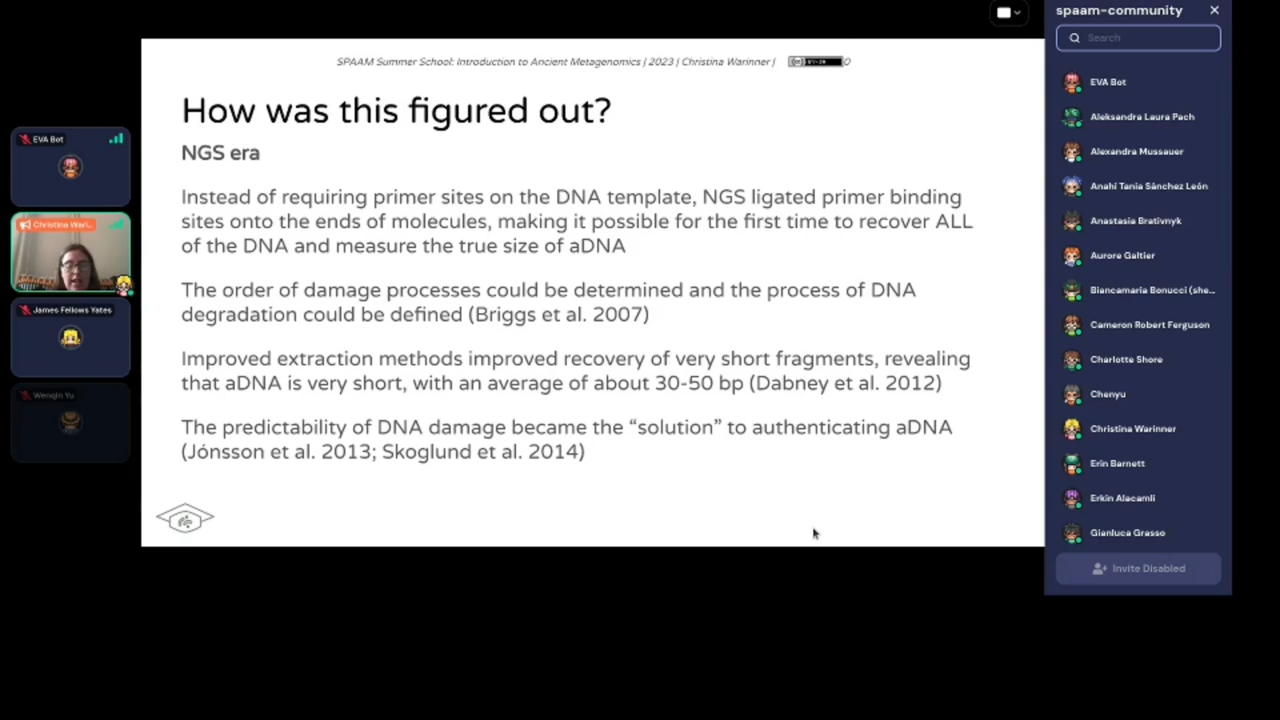 spaam-community
Search
SPAAM Summer School: Introduction to Ancient Metagenomics | 2023 | Christina Warinner |
How was this figured out?
NGS era
Instead of requiring primer sites on the DNA template, NGS ligated primer binding
sites onto the ends of molecules, making it possible for the first time to recover ALL
of the DNA and measure the true size of aDNA
The order of damage processes could be determined and the process of DNA
degradation could be defined (Briggs et al. 2007)
Improved extraction methods improved recovery of very short fragments, revealing
that aDNA is very short, with an average of about 30-50 bp (Dabney et al. 2012)
The predictability of DNA damage became the “solution” to authenticating aDNA
(Jónsson et al. 2013; Skoglund et al. 2014)
EVA Bot
Christina Wari...
James Fellows Yates
Wenqin Yu
EVA Bot
Aleksandra Laura Pach
Alexandra Mussauer
Anahí Tania Sánchez León
Anastasia Brativnyk
Aurore Galtier
Biancamaria Bonucci (she...
Cameron Robert Ferguson
Charlotte Shore
Chenyu
Christina Warinner
Erin Barnett
Erkin Alacamli
Gianluca Grasso
Invite Disabled